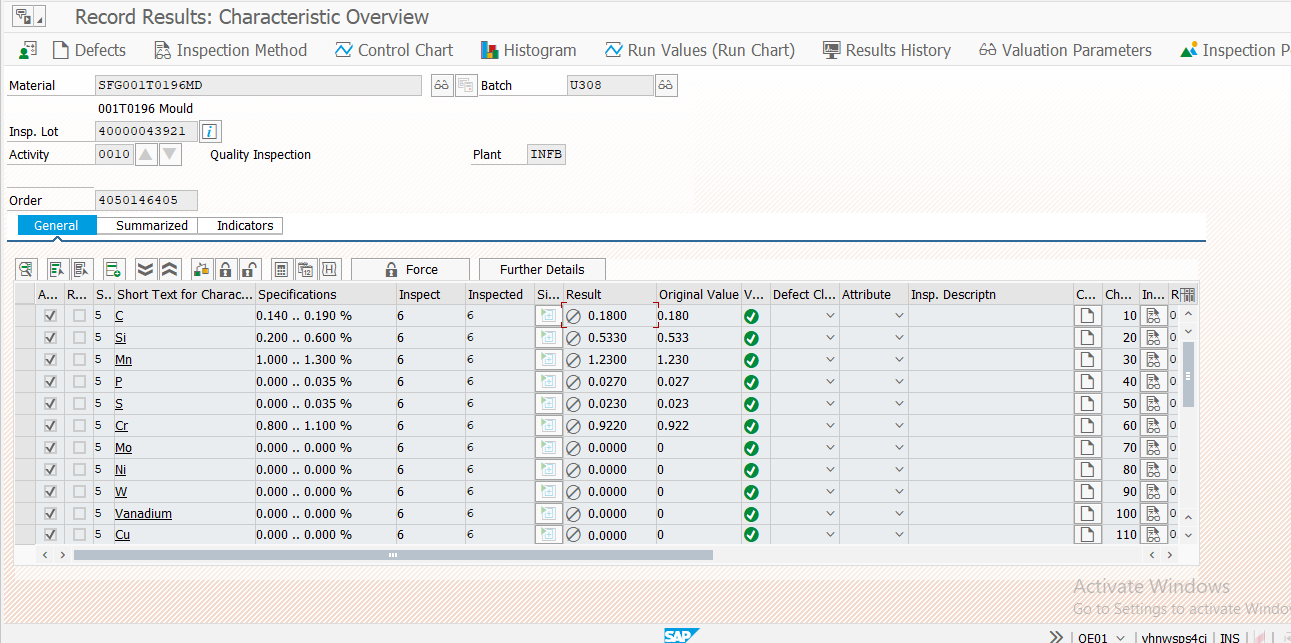 Record Results: Characteristic Overview
Defects Inspection Method Control Chart Histogram Run Values (Run Chart) Results History Valuation Parameters Inspection P
Material SFG001T0196MD Batch U308
001T0196 Mould
Insp. Lot 40000043921
Activity 0010 Quality Inspection Plant INFB
Order 4050146405
General Summarized Indicators
Force Further Details
A... R... S.. Short Text for Charac... Specifications Inspect Inspected Si... Result Original Value V... Defect Cl... Attribute Insp. Descriptn C... Ch... In... R
5 C 0.140 .. 0.190 % 6 6 0.1800 0.180 10 0
5 Si 0.200 .. 0.600 % 6 6 0.5330 0.533 20 0
5 Mn 1.000 .. 1.300 % 6 6 1.2300 1.230 30 0
5 P 0.000 .. 0.035 % 6 6 0.0270 0.027 40 0
5 S 0.000 .. 0.035 % 6 6 0.0230 0.023 50 0
5 Cr 0.800 .. 1.100 % 6 6 0.9220 0.922 60 0
5 Mo 0.000 .. 0.000 % 6 6 0.0000 0 70 0
5 Ni 0.000 .. 0.000 % 6 6 0.0000 0 80 0
5 W 0.000 .. 0.000 % 6 6 0.0000 0 90 0
5 Vanadium 0.000 .. 0.000 % 6 6 0.0000 0 100 0
5 Cu 0.000 .. 0.000 % 6 6 0.0000 0 110 0
Activate Windows
Go to Settings to activate Windo
SAP OE01 vhnwsps4ci INS